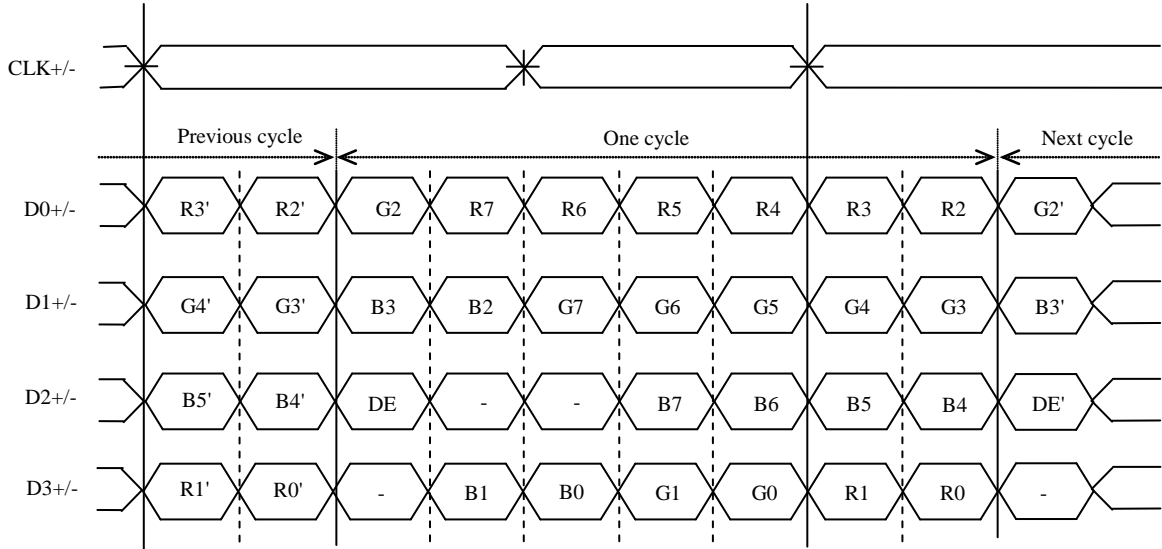 CLK+/-
Previous cycle One cycle Next cycle
D0+/- R3' R2' G2 R7 R6 R5 R4 R3 R2 G2'
D1+/- G4' G3' B3 B2 G7 G6 G5 G4 G3 B3'
D2+/- B5' B4' DE - - B7 B6 B5 B4 DE'
D3+/- R1' R0' - B1 B0 G1 G0 R1 R0 -